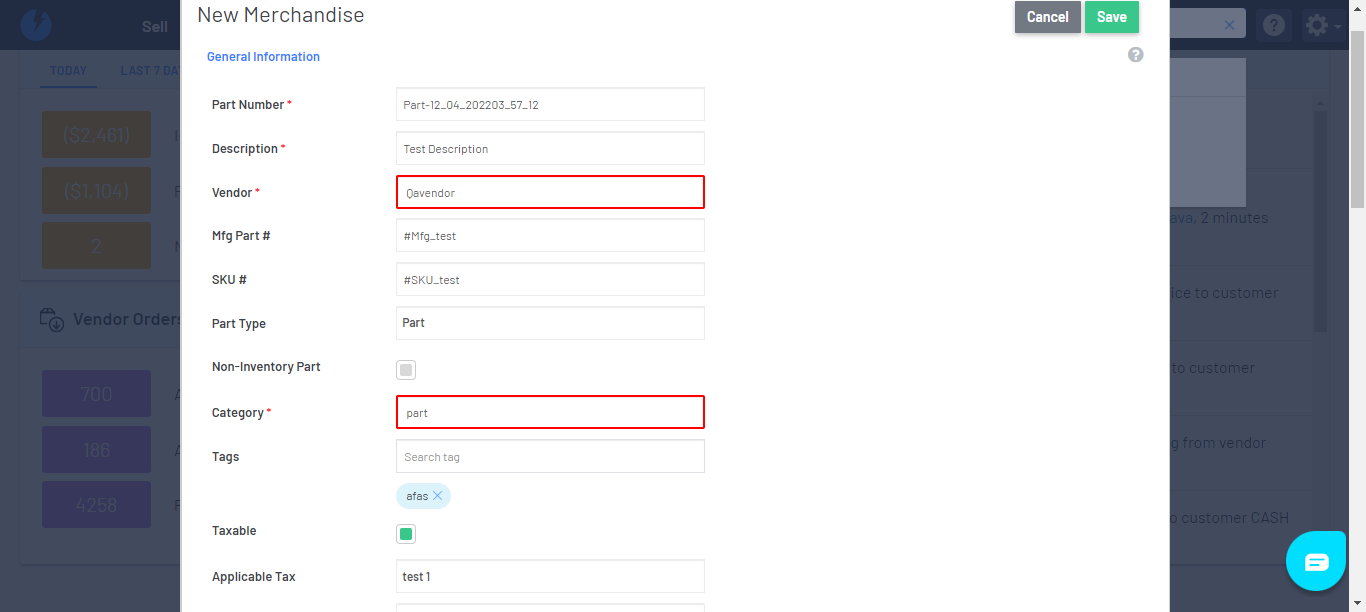 New Merchandise
Cancel
Save
Sell
General Information
TODAY
LAST 7 DA
Part Number *
Part-12_04_202203_57_12
($2,461)
Description *
Test Description
Vendor *
Qavendor
($1,104)
ava, 2 minutes
Mfg Part #
#Mfg_test
2
SKU #
#SKU_test
ice to customer
Vendor Orders
Part Type
Part
Non-Inventory Part
to customer
700
Category *
part
g from vendor
186
Tags
Search tag
afas
4258
o customer CASH
Taxable
Applicable Tax
test 1